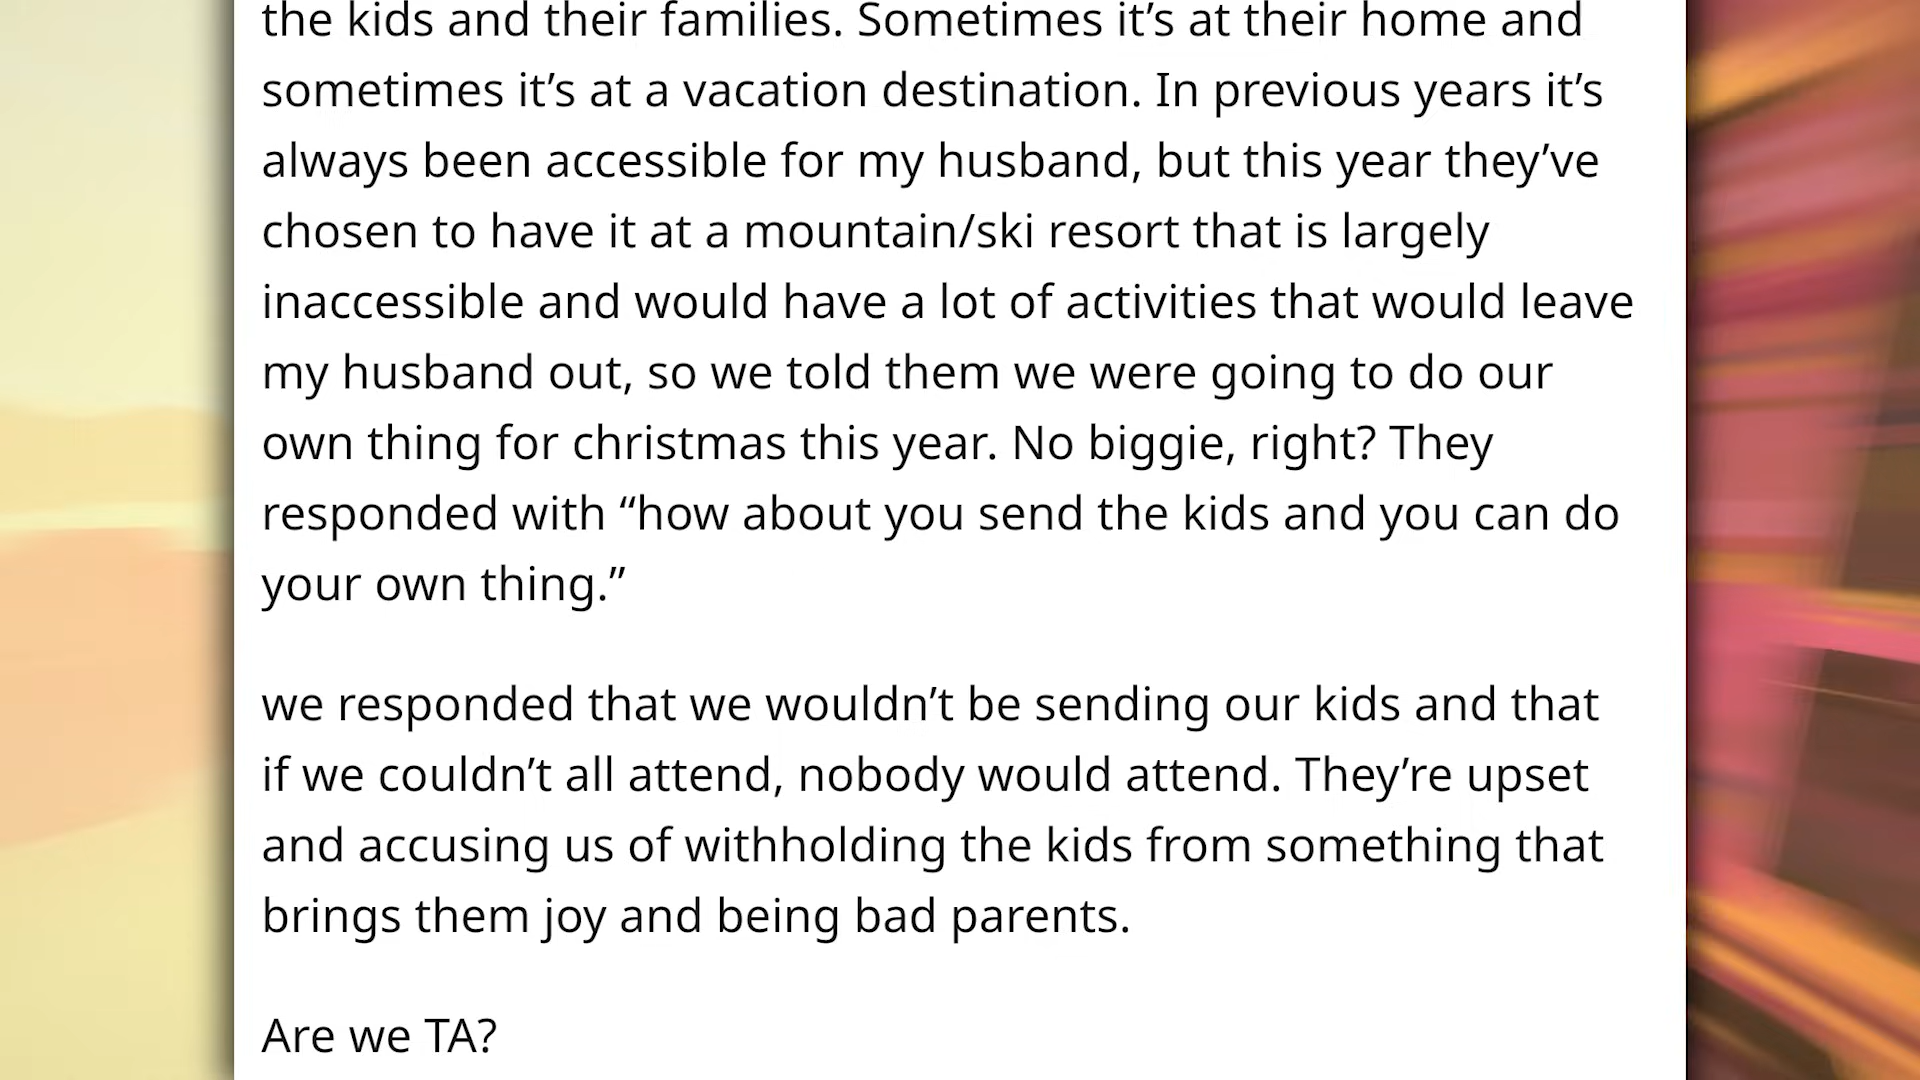 the kids and their families. Sometimes it’s at their home and
sometimes it’s at a vacation destination. In previous years it’s
always been accessible for my husband, but this year they’ve
chosen to have it at a mountain/ski resort that is largely
inaccessible and would have a lot of activities that would leave
my husband out, so we told them we were going to do our
own thing for christmas this year. No biggie, right? They
responded with “how about you send the kids and you can do
your own thing.”
we responded that we wouldn’t be sending our kids and that
if we couldn’t all attend, nobody would attend. They’re upset
and accusing us of withholding the kids from something that
brings them joy and being bad parents.
Are we TA?